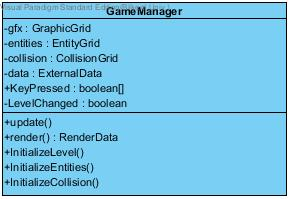 Visual Paradigm Standard
GameManager
-gfx : GraphicGrid
-entities : EntityGrid
-collision : CollisionGrid
-data : ExternalData
+KeyPressed : boolean[]
-LevelChanged : boolean
+update()
+render() : RenderData
+InitializeLevel()
+InitializeEntities()
+InitializeCollision()